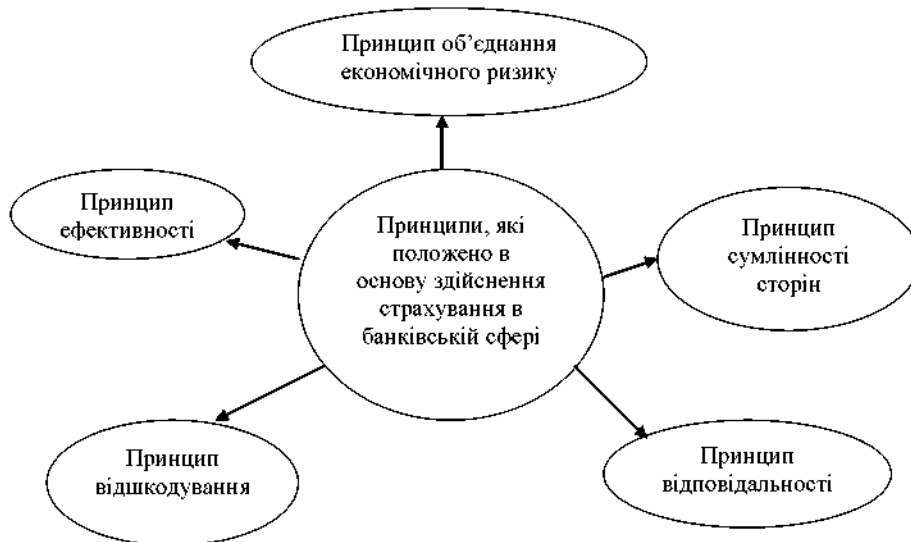 Принцип об’єднання
економічного ризику
Принцип
ефективності
Принципи, які
положено в
основу здійснення
страхування в
банківській сфері
Принцип
сумлінності
сторін
Принцип
відшкодування
Принцип
відповідальності